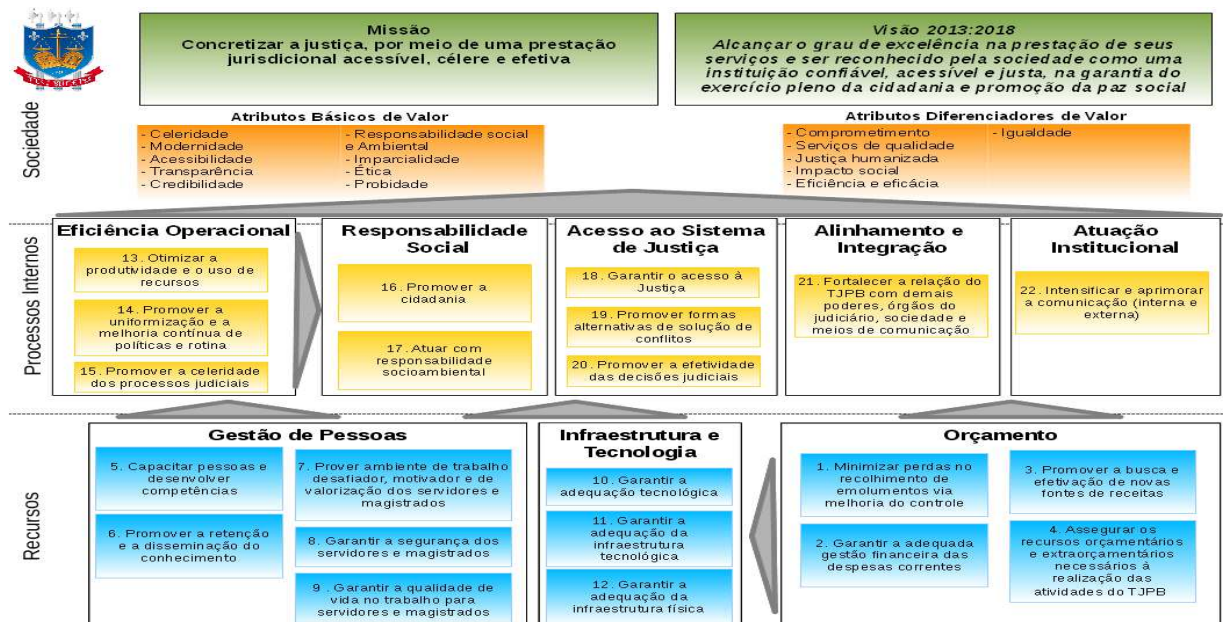 Missão
Concretizar a justiça, por meio de uma prestação
jurisdicional acessível, célere e efetiva
Visão 2013:2018
Alcançar o grau de excelência na prestação de seus
serviços e ser reconhecido pela sociedade como uma
instituição confiável, acessível e justa, na garantia do
exercício pleno da cidadania e promoção da paz social
Sociedade
Atributos Básicos de Valor
- Celeridade
- Modernidade
- Acessibilidade
- Transparência
- Credibilidade
- Responsabilidade social
e Ambiental
- Imparcialidade
- Ética
- Probidade
Atributos Diferenciadores de Valor
- Comprometimento
- Serviços de qualidade
- Justiça humanizada
- Impacto social
- Eficiência e eficácia
- Igualdade
Processos Internos
Eficiência Operacional
13. Otimizar a
produtividade e o uso de
recursos
14. Promover a
uniformização e a
melhoria contínua de
políticas e rotina
15. Promover a celeridade
dos processos judiciais
Responsabilidade
Social
16. Promover a
cidadania
17. Atuar com
responsabilidade
socioambiental
Acesso ao Sistema
de Justiça
18. Garantir o acesso à
Justiça
19. Promover formas
alternativas de solução de
conflitos
20. Promover a efetividade
das decisões judiciais
Alinhamento e
Integração
21. Fortalecer a relação do
TJPB com demais
poderes, órgãos do
judiciário, sociedade e
meios de comunicação
Atuação
Institucional
22. Intensificar e aprimorar
a comunicação (interna e
externa)
Recursos
Gestão de Pessoas
5. Capacitar pessoas e
desenvolver
competências
6. Promover a retenção
e a disseminação do
conhecimento
7. Prover ambiente de trabalho
desafiador, motivador e de
valorização dos servidores e
magistrados
8. Garantir a segurança dos
servidores e magistrados
9 . Garantir a qualidade de
vida no trabalho para
servidores e magistrados
Infraestrutura e
Tecnologia
10. Garantir a
adequação tecnológica
11. Garantir a
adequação da
infraestrutura
tecnológica
12. Garantir a
adequação da
infraestrutura física
Orçamento
1. Minimizar perdas no
recolhimento de
emolumentos via
melhoria do controle
2. Garantir a adequada
gestão financeira das
despesas correntes
3. Promover a busca e
efetivação de novas
fontes de receitas
4. Assegurar os
recursos orçamentários
e extraorçamentários
necessários à
realização das
atividades do TJPB